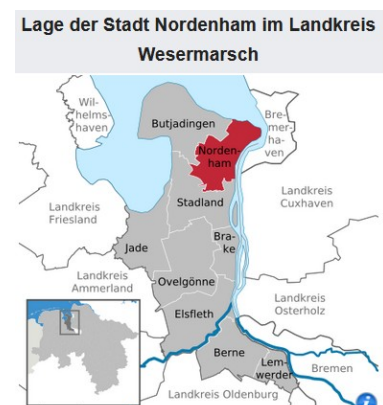 Lage der Stadt Nordenham im Landkreis
Wesermarsch
Wil-
helms-
haven
Butjadingen
Bre-
mer-
ha-
ven
Norden-
ham
Landkreis
Cuxhaven
Stadland
Landkreis
Friesland
Jade
Bra-
ke
Landkreis
Ammerland
Ovelgönne
Landkreis
Osterholz
Elsfleth
Berne
Lem-
werder
Bremen
Landkreis Oldenburg
i